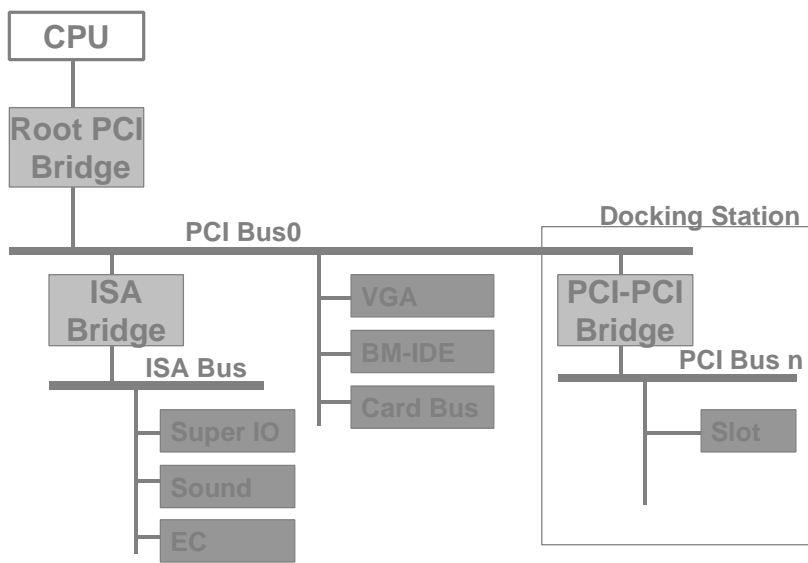 CPU
Root PCI
Bridge
PCI Bus0
Docking Station
ISA
Bridge
VGA
PCI-PCI
Bridge
BM-IDE
ISA Bus
PCI Bus n
Card Bus
Super IO
Slot
Sound
EC